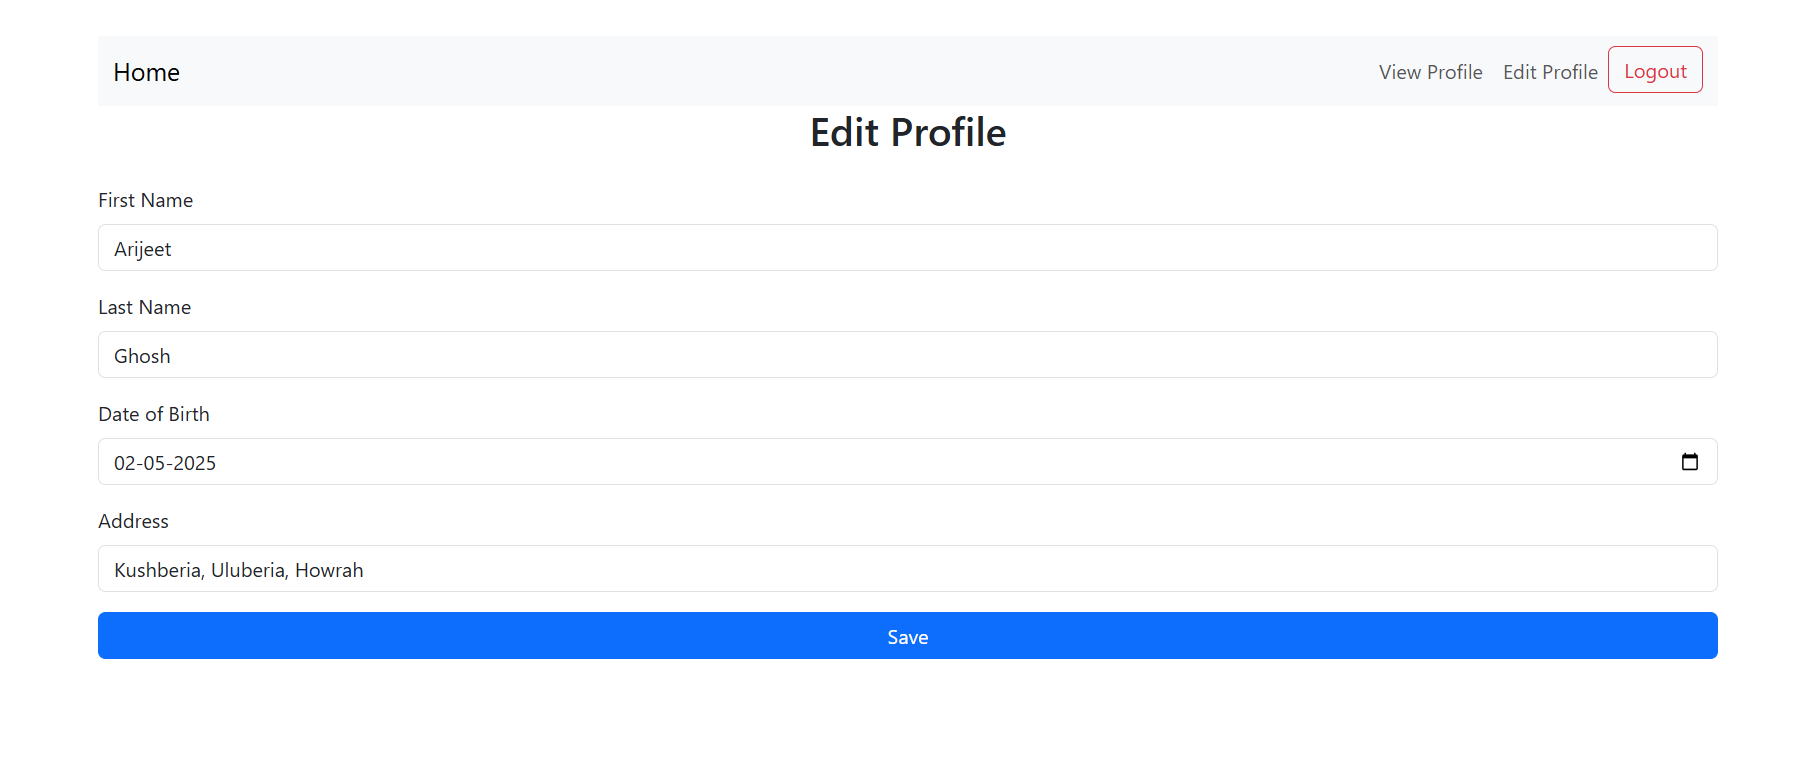 Home View Profile Edit Profile Logout
Edit Profile
First Name
Arijeet
Last Name
Ghosh
Date of Birth
02-05-2025
Address
Kushberia, Uluberia, Howrah
Save